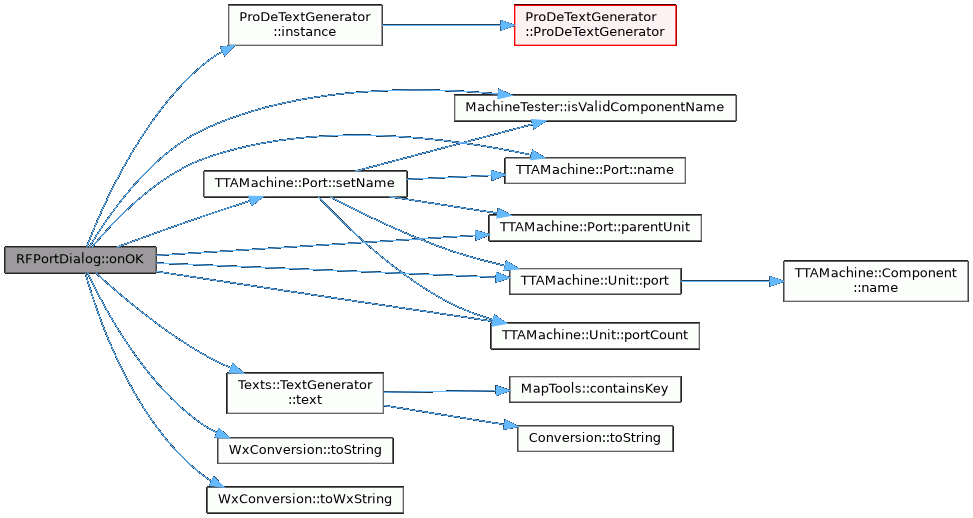 ProDeTextGenerator
::instance
ProDeTextGenerator
::ProDeTextGenerator
MachineTester::isValidComponentName
TTAMachine::Port::name
TTAMachine::Port::setName
TTAMachine::Port::parentUnit
RFPortDialog::onOK
TTAMachine::Unit::port
TTAMachine::Component
::name
TTAMachine::Unit::portCount
Texts::TextGenerator
::text
MapTools::containsKey
Conversion::toString
WxConversion::toString
WxConversion::toWxString